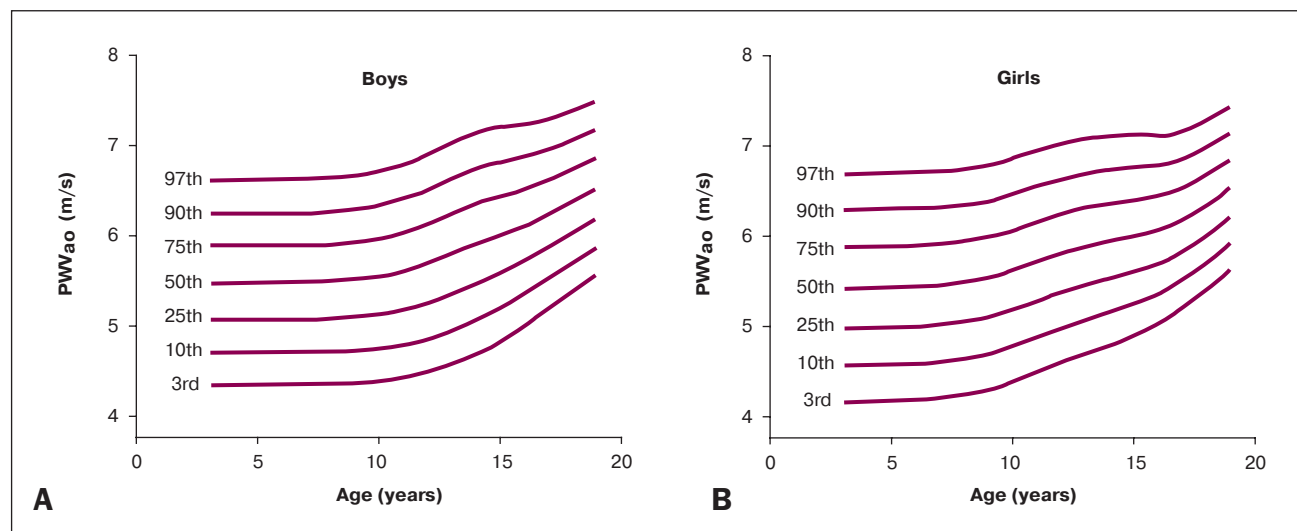 Boys
PWVao (m/s)
8
7
6
5
4
97th
90th
75th
50th
25th
10th
3rd
0
5
10
15
20
Age (years)
A
Girls
PWVao (m/s)
8
7
6
5
4
97th
90th
75th
50th
25th
10th
3rd
0
5
10
15
20
Age (years)
B